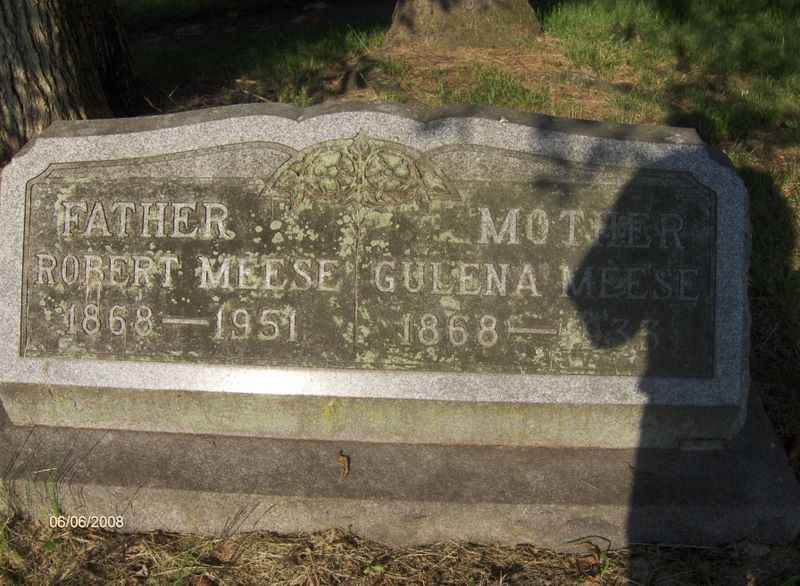 FATHER
ROBERT MEESE
1868 — 1951
MOTHER
GULENA MEESE
1868 —
06/06/2008